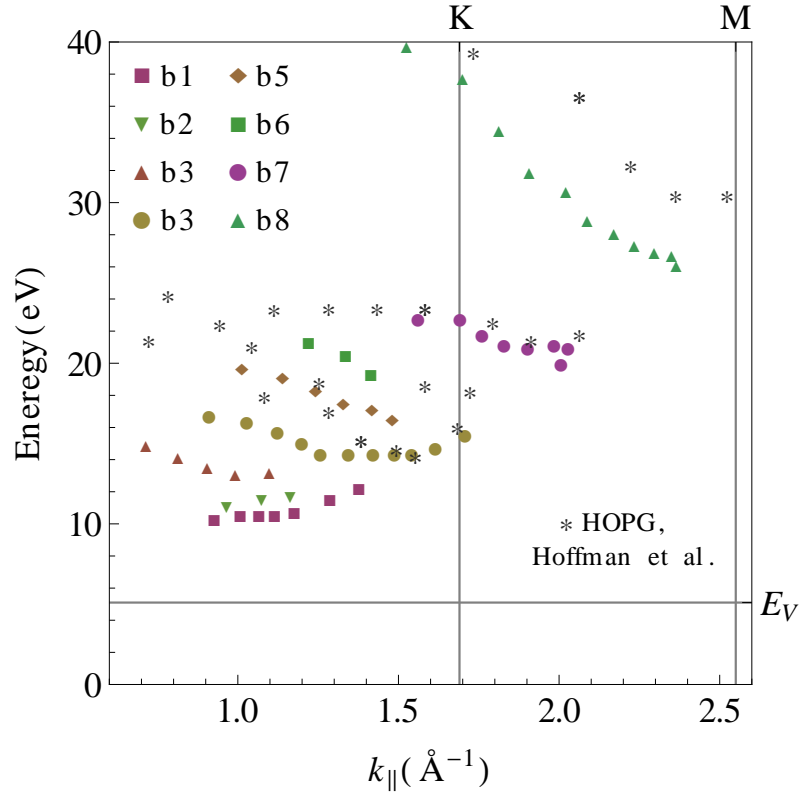 K M
40
b1 b5
b2 b6
b3 b7
b3 b8
30
20
10
0
Eneregy(eV)
* HOPG,
Hoffman et al.
E_V
1.0 1.5 2.0 2.5
k_||(Å⁻¹)